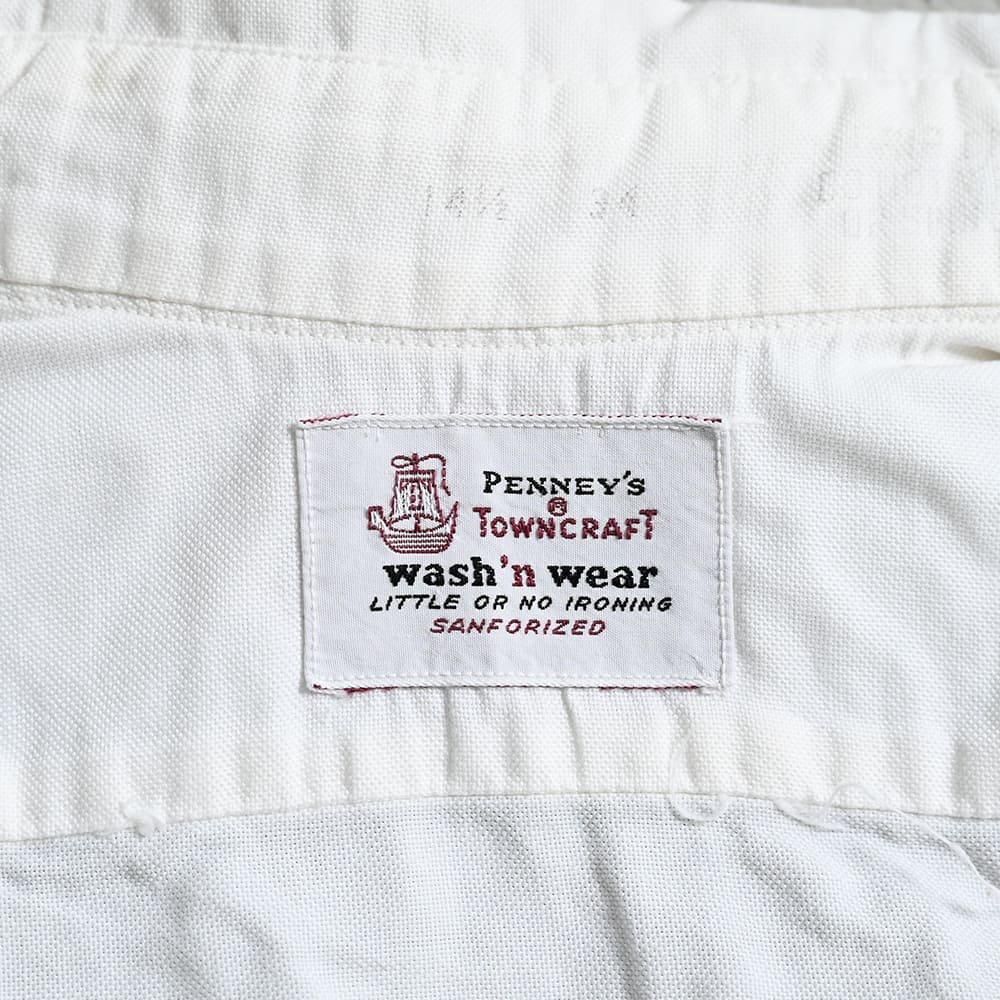 14½ 34
PENNEY'S
®
TOWNCRAFT
wash'n wear
LITTLE OR NO IRONING
SANFORIZED